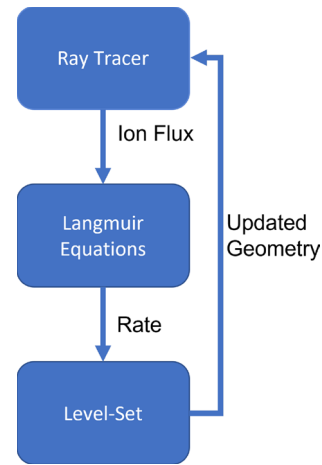 Ray Tracer
Ion Flux
Langmuir
Equations
Updated
Geometry
Rate
Level-Set